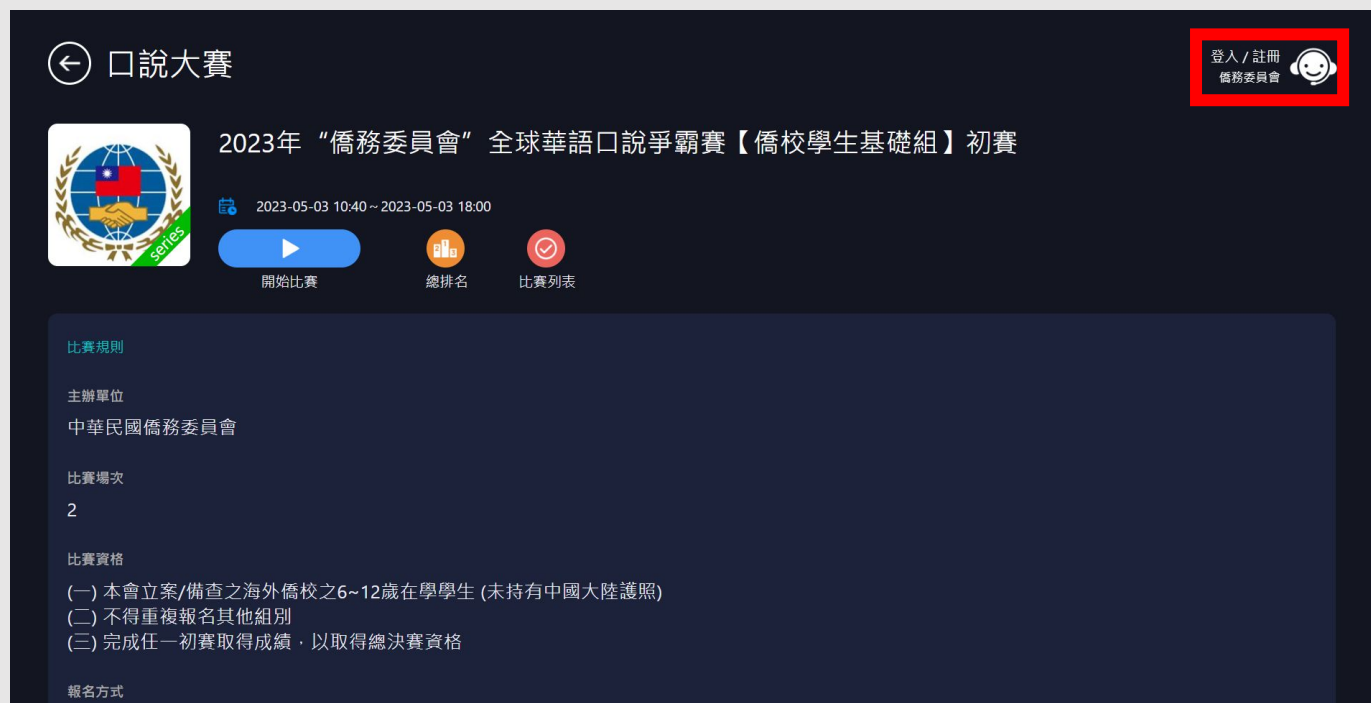 口說大賽
登入 / 註冊
僑務委員會
2023年“僑務委員會”全球華語口說爭霸賽【僑校學生基礎組】初賽
series
2023-05-03 10:40 ~ 2023-05-03 18:00
開始比賽
總排名
比賽列表
比賽規則
主辦單位
中華民國僑務委員會
比賽場次
2
比賽資格
(一) 本會立案/備查之海外僑校之6~12歲在學學生 (未持有中國大陸護照)
(二) 不得重複報名其他組別
(三) 完成任一初賽取得成績，以取得總決賽資格
報名方式